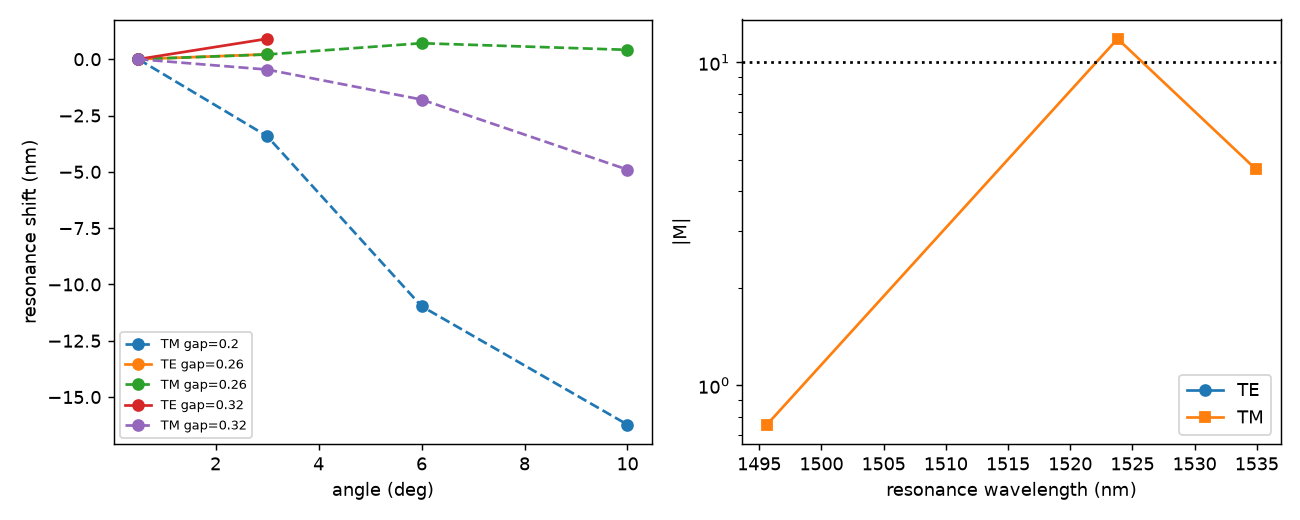 0.0
−2.5
−5.0
−7.5
−10.0
−12.5
−15.0
resonance shift (nm)
TM gap=0.2
TE gap=0.26
TM gap=0.26
TE gap=0.32
TM gap=0.32
2 4 6 8 10
angle (deg)
10¹
10⁰
|M|
TE
TM
1495 1500 1505 1510 1515 1520 1525 1530 1535
resonance wavelength (nm)